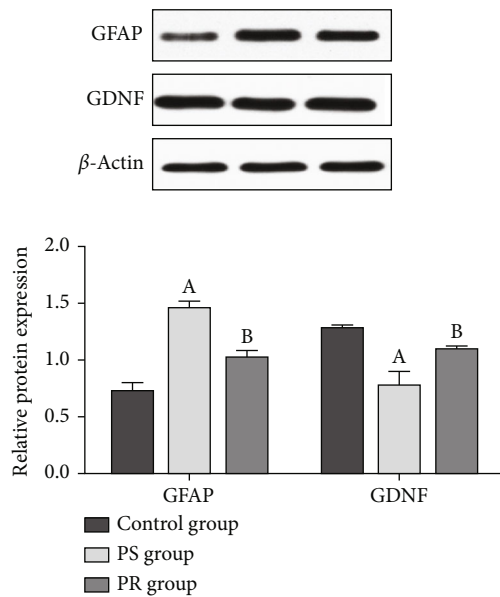 GFAP
GDNF
β-Actin
Relative protein expression
2.0
1.5
1.0
0.5
0.0
A
B
A
B
GFAP
GDNF
Control group
PS group
PR group